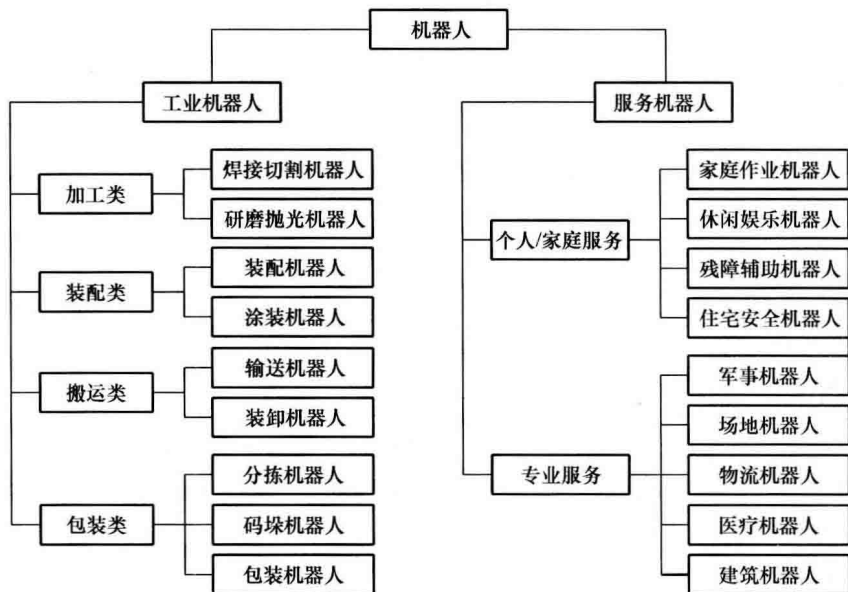 机器人
工业机器人
加工类
焊接切割机器人
研磨抛光机器人
装配类
装配机器人
涂装机器人
搬运类
输送机器人
装卸机器人
包装类
分拣机器人
码垛机器人
包装机器人
服务机器人
个人/家庭服务
家庭作业机器人
休闲娱乐机器人
残障辅助机器人
住宅安全机器人
专业服务
军事机器人
场地机器人
物流机器人
医疗机器人
建筑机器人